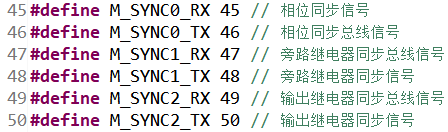 45 #define M_SYNC0_RX 45 // 相位同步信号
46 #define M_SYNC0_TX 46 // 相位同步总线信号
47 #define M_SYNC1_RX 47 // 旁路继电器同步总线信号
48 #define M_SYNC1_TX 48 // 旁路继电器同步信号
49 #define M_SYNC2_RX 49 // 输出继电器同步总线信号
50 #define M_SYNC2_TX 50 // 输出继电器同步信号